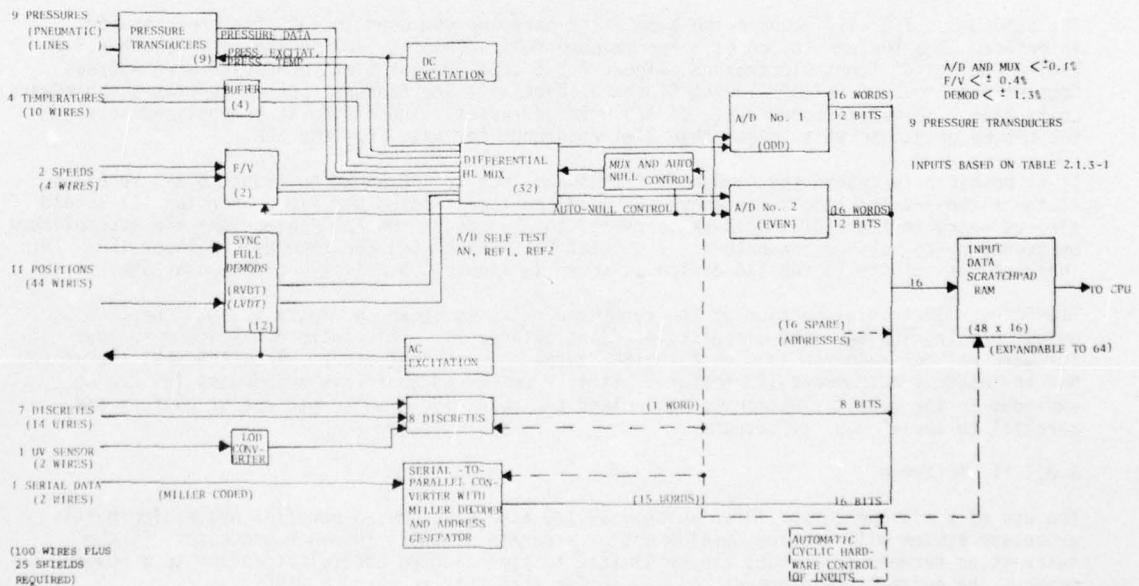 9 PRESSURES
(PNEUMATIC)
(LINES )
PRESSURE
TRANSDUCERS
(9)
PRESSURE DATA
PRESS. EXCITAT.
PRESS. TEMP.
DC
EXCITATION
4 TEMPERATURES
(10 WIRES)
BUFFER
(4)
2 SPEEDS
(4 WIRES)
F/V
(2)
SYNC
FULL
DEMODS
(RVDT)
(LVDT)
(12)
11 POSITIONS
(44 WIRES)
AC
EXCITATION
7 DISCRETES
(14 WIRES)
8 DISCRETES
1 UV SENSOR
(2 WIRES)
LOD
CONVERTER
1 SERIAL DATA
(2 WIRES)
(MILLER CODED)
SERIAL -TO-
PARALLEL CON-
VERTER WITH
MILLER DECODER
AND ADDRESS
GENERATOR
(100 WIRES PLUS
25 SHIELDS
REQUIRED)
DIFFERENTIAL
HL MUX
(32)
MUX AND AUTO
NULL
CONTROL
AUTO-NULL CONTROL
A/D SELF TEST
AN, REF1, REF2
A/D No. 1
(ODD)
(16 WORDS)
12 BITS
A/D No. 2
(EVEN)
(16 WORDS)
12 BITS
A/D AND MUX < ±0.1%
F/V < ± 0.4%
DEMOD < ± 1.3%
9 PRESSURE TRANSDUCERS
INPUTS BASED ON TABLE 2.1.3-1
16
INPUT
DATA
SCRATCHPAD
RAM
(48 x 16)
TO CPU
(EXPANDABLE TO 64)
(16 SPARE)
(ADDRESSES)
(1 WORD)
8 BITS
(15 WORDS)
16 BITS
AUTOMATIC
CYCLIC HARD-
WARE CONTROL
OF INPUTS